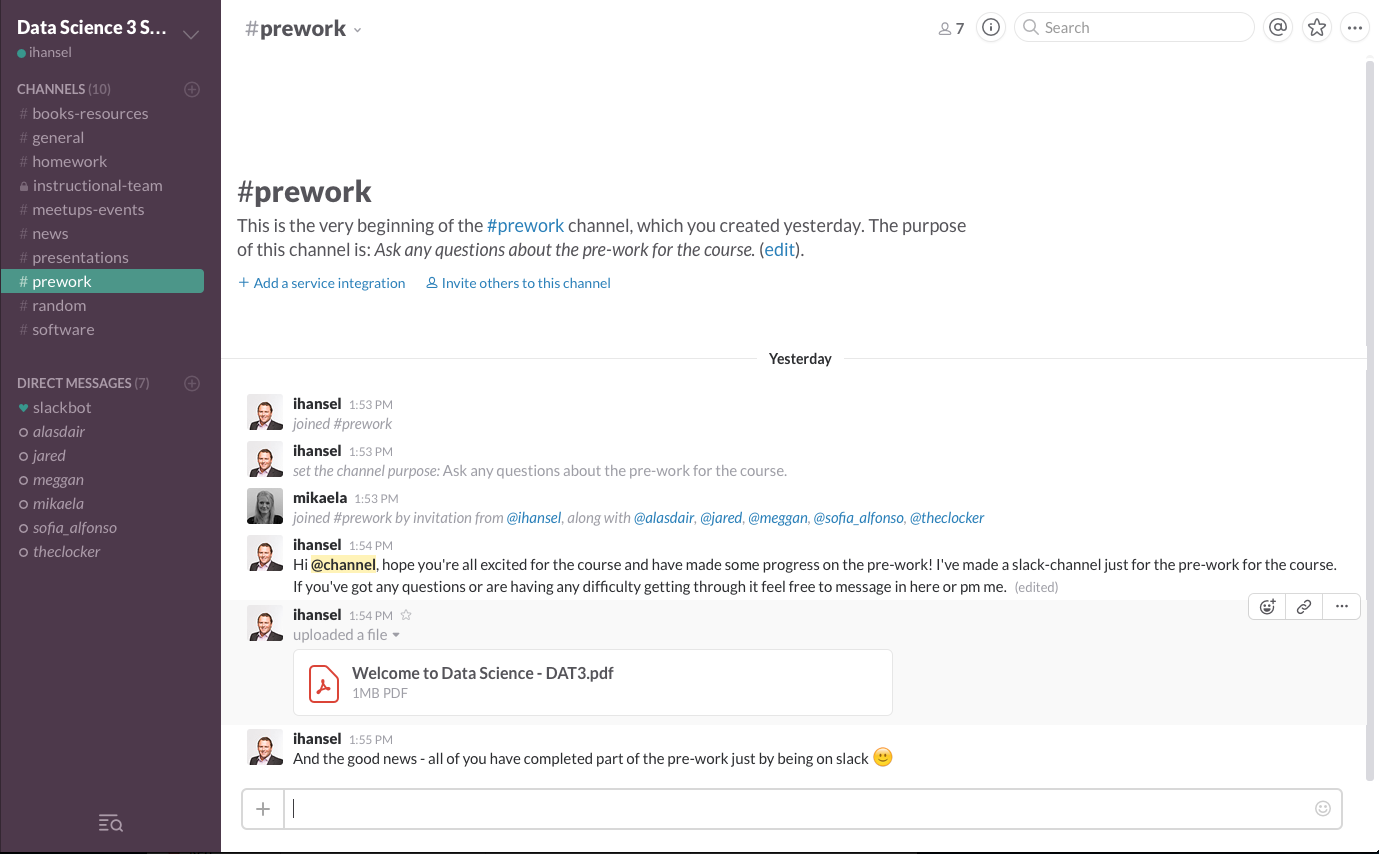 Data Science 3 S...
ihansel
CHANNELS (10)
# books-resources
# general
# homework
instructional-team
# meetups-events
# news
# presentations
# prework
# random
# software
DIRECT MESSAGES (7)
slackbot
alasdair
jared
meggan
mikaela
sofia_alfonso
theclocker
#prework
7
Search
#prework
This is the very beginning of the #prework channel, which you created yesterday. The purpose
of this channel is: Ask any questions about the pre-work for the course. (edit).
+ Add a service integration Invite others to this channel
Yesterday
ihansel 1:53 PM
joined #prework
ihansel 1:53 PM
set the channel purpose: Ask any questions about the pre-work for the course.
mikaela 1:53 PM
joined #prework by invitation from @ihansel, along with @alasdair, @jared, @meggan, @sofia_alfonso, @theclocker
ihansel 1:54 PM
Hi @channel, hope you're all excited for the course and have made some progress on the pre-work! I've made a slack-channel just for the pre-work for the course.
If you've got any questions or are having any difficulty getting through it feel free to message in here or pm me. (edited)
ihansel 1:54 PM
uploaded a file
Welcome to Data Science - DAT3.pdf
1MB PDF
ihansel 1:55 PM
And the good news - all of you have completed part of the pre-work just by being on slack 🙂